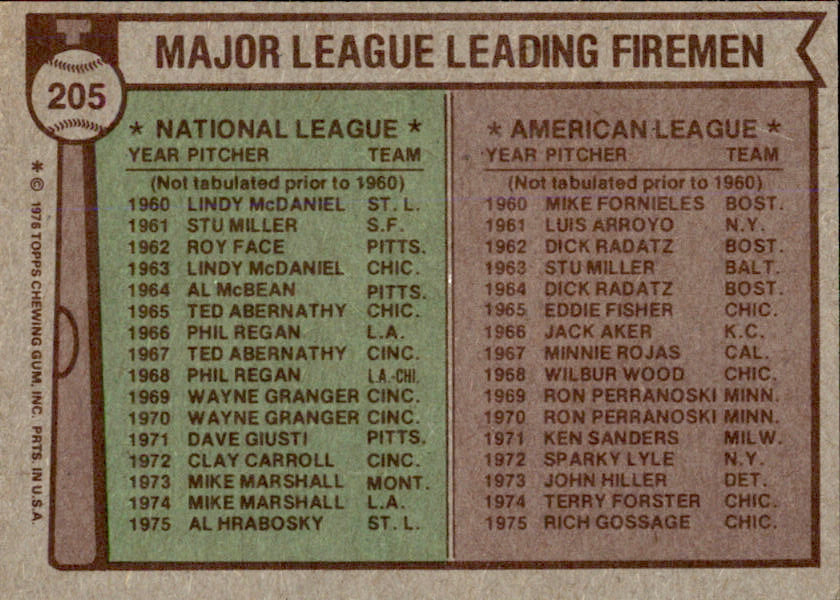 T
MAJOR LEAGUE LEADING FIREMEN
205
* NATIONAL LEAGUE *
YEAR PITCHER TEAM
(Not tabulated prior to 1960)
1960 LINDY McDANIEL ST. L.
1961 STU MILLER S.F.
1962 ROY FACE PITTS.
1963 LINDY McDANIEL CHIC.
1964 AL McBEAN PITTS.
1965 TED ABERNATHY CHIC.
1966 PHIL REGAN L.A.
1967 TED ABERNATHY CINC.
1968 PHIL REGAN L.A.-CHI.
1969 WAYNE GRANGER CINC.
1970 WAYNE GRANGER CINC.
1971 DAVE GIUSTI PITTS.
1972 CLAY CARROLL CINC.
1973 MIKE MARSHALL MONT.
1974 MIKE MARSHALL L.A.
1975 AL HRABOSKY ST. L.
* AMERICAN LEAGUE *
YEAR PITCHER TEAM
(Not tabulated prior to 1960)
1960 MIKE FORNIELES BOST.
1961 LUIS ARROYO N.Y.
1962 DICK RADATZ BOST.
1963 STU MILLER BALT.
1964 DICK RADATZ BOST.
1965 EDDIE FISHER CHIC.
1966 JACK AKER K.C.
1967 MINNIE ROJAS CAL.
1968 WILBUR WOOD CHIC.
1969 RON PERRANOSKI MINN.
1970 RON PERRANOSKI MINN.
1971 KEN SANDERS MILW.
1972 SPARKY LYLE N.Y.
1973 JOHN HILLER DET.
1974 TERRY FORSTER CHIC.
1975 RICH GOSSAGE CHIC.
* © 1976 TOPPS CHEWING GUM, INC. PRTS. IN U.S.A.